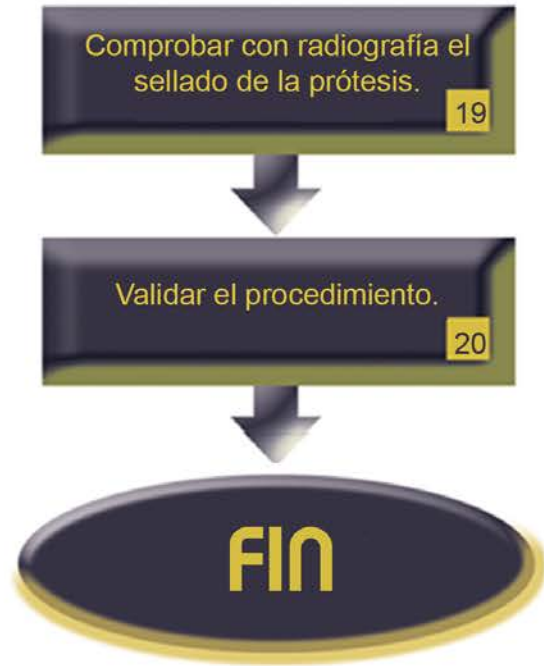 Comprobar con radiografía el
sellado de la prótesis.
19
Validar el procedimiento.
20
FIN